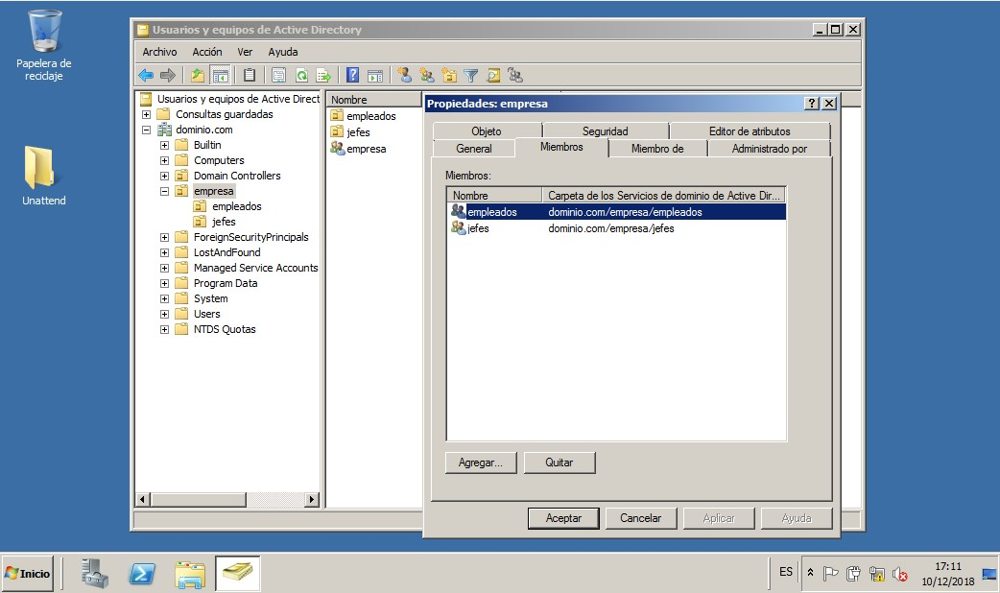 Papelera de
reciclaje
Unattend
Usuarios y equipos de Active Directory
Archivo Acción Ver Ayuda
Usuarios y equipos de Active Direct
Consultas guardadas
dominio.com
Builtin
Computers
Domain Controllers
empresa
empleados
jefes
ForeignSecurityPrincipals
LostAndFound
Managed Service Accounts
Program Data
System
Users
NTDS Quotas
Nombre
empleados
jefes
empresa
Propiedades: empresa
Objeto Seguridad Editor de atributos
General Miembros Miembro de Administrado por
Miembros:
Nombre Carpeta de los Servicios de dominio de Active Dir...
empleados dominio.com/empresa/empleados
jefes dominio.com/empresa/jefes
Agregar... Quitar
Aceptar Cancelar Aplicar Ayuda
Inicio
ES
17:11
10/12/2018